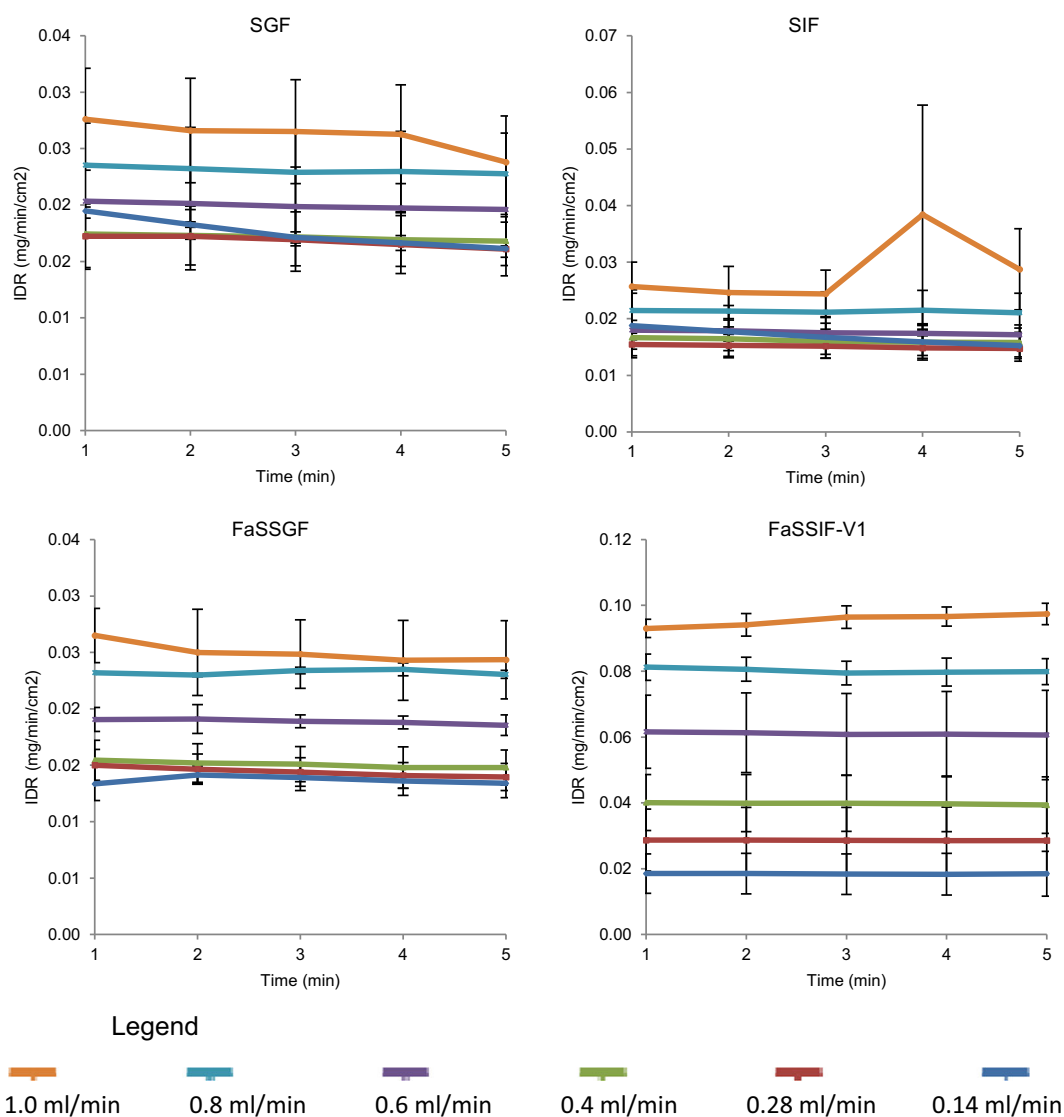 SGF
0.04
0.03
0.03
0.02
0.02
0.01
0.01
0.00
IDR (mg/min/cm2)
1 2 3 4 5
Time (min)
SIF
0.07
0.06
0.05
0.04
0.03
0.02
0.01
0.00
IDR (mg/min/cm2)
1 2 3 4 5
Time (min)
FaSSGF
0.04
0.03
0.03
0.02
0.02
0.01
0.01
0.00
IDR (mg/min/cm2)
1 2 3 4 5
Time (min)
FaSSIF-V1
0.12
0.10
0.08
0.06
0.04
0.02
0.00
IDR (mg/min/cm2)
1 2 3 4 5
Time (min)
Legend
1.0 ml/min 0.8 ml/min 0.6 ml/min 0.4 ml/min 0.28 ml/min 0.14 ml/min